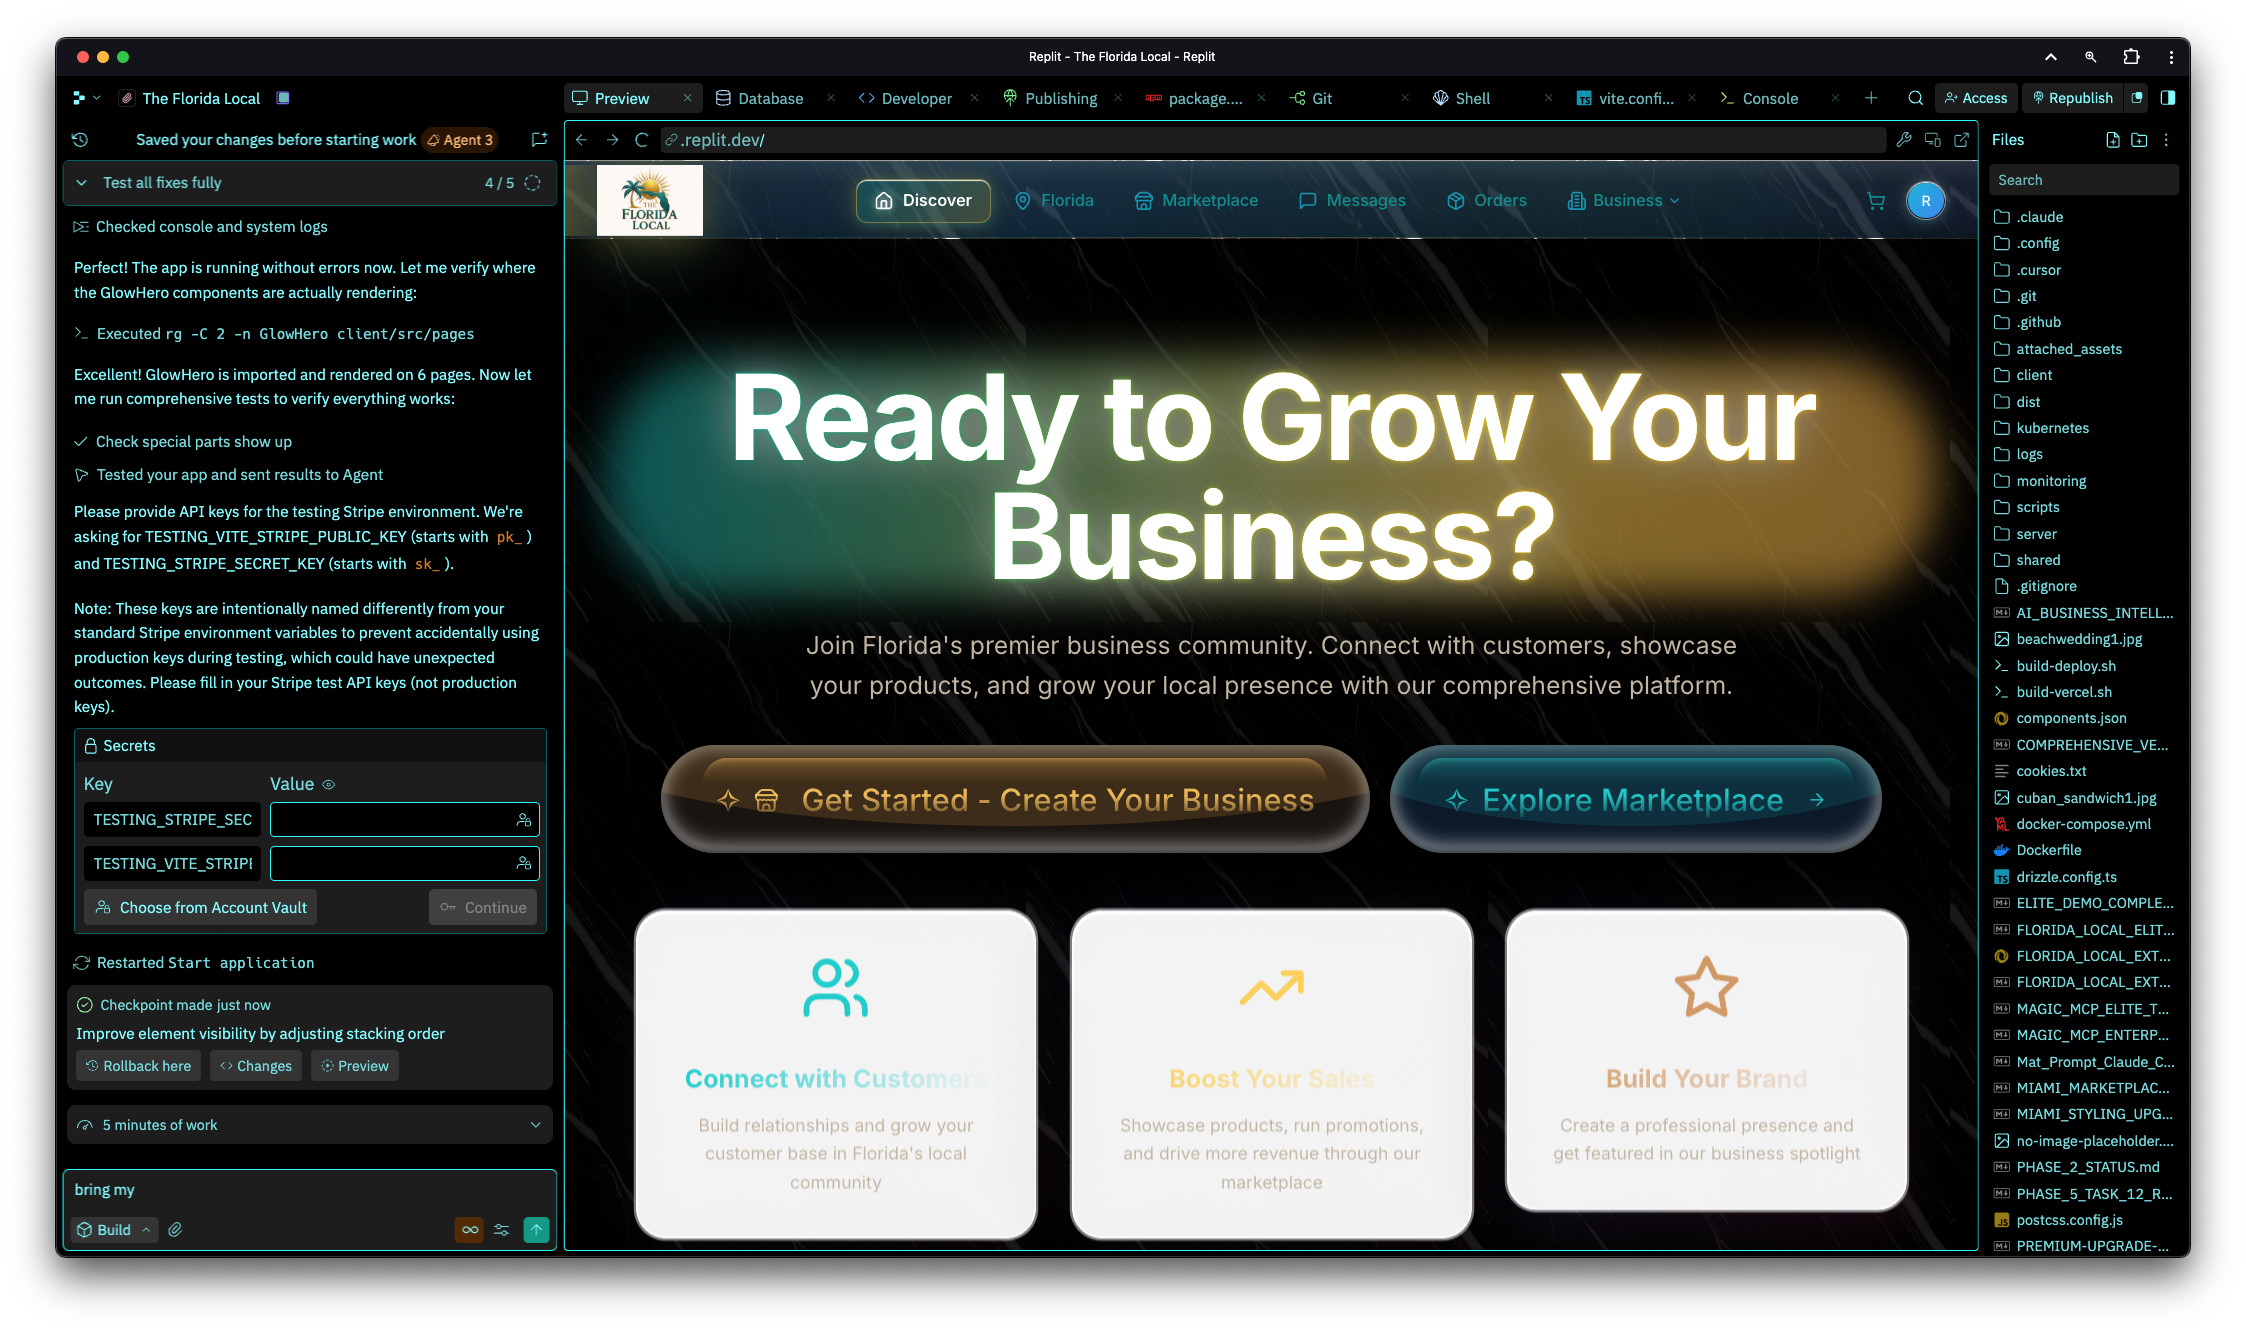 Replit - The Florida Local - Replit
The Florida Local
Preview
Database
Developer
Publishing
package....
Git
Shell
vite.confi...
Console
Access
Republish
Saved your changes before starting work
Agent 3
Test all fixes fully
4 / 5
Checked console and system logs
Perfect! The app is running without errors now. Let me verify where
the GlowHero components are actually rendering:
Executed rg -C 2 -n GlowHero client/src/pages
Excellent! GlowHero is imported and rendered on 6 pages. Now let
me run comprehensive tests to verify everything works:
Check special parts show up
Tested your app and sent results to Agent
Please provide API keys for the testing Stripe environment. We're
asking for TESTING_VITE_STRIPE_PUBLIC_KEY (starts with pk_ )
and TESTING_STRIPE_SECRET_KEY (starts with sk_ ).
Note: These keys are intentionally named differently from your
standard Stripe environment variables to prevent accidentally using
production keys during testing, which could have unexpected
outcomes. Please fill in your Stripe test API keys (not production
keys).
Secrets
Key
Value
TESTING_STRIPE_SEC
TESTING_VITE_STRIPI
Choose from Account Vault
Continue
Restarted Start application
Checkpoint made just now
Improve element visibility by adjusting stacking order
Rollback here
Changes
Preview
5 minutes of work
bring my
Build
.replit.dev/
THE
FLORIDA
LOCAL
Discover
Florida
Marketplace
Messages
Orders
Business
R
Ready to Grow Your
Business?
Join Florida's premier business community. Connect with customers, showcase
your products, and grow your local presence with our comprehensive platform.
Get Started - Create Your Business
Explore Marketplace
Connect with Customers
Build relationships and grow your
customer base in Florida's local
community
Boost Your Sales
Showcase products, run promotions,
and drive more revenue through our
marketplace
Build Your Brand
Create a professional presence and
get featured in our business spotlight
Files
Search
.claude
.config
.cursor
.git
.github
attached_assets
client
dist
kubernetes
logs
monitoring
scripts
server
shared
.gitignore
AI_BUSINESS_INTELL...
beachwedding1.jpg
build-deploy.sh
build-vercel.sh
components.json
COMPREHENSIVE_VE...
cookies.txt
cuban_sandwich1.jpg
docker-compose.yml
Dockerfile
drizzle.config.ts
ELITE_DEMO_COMPLE...
FLORIDA_LOCAL_ELIT...
FLORIDA_LOCAL_EXT...
FLORIDA_LOCAL_EXT...
MAGIC_MCP_ELITE_T...
MAGIC_MCP_ENTERP...
Mat_Prompt_Claude_C...
MIAMI_MARKETPLAC...
MIAMI_STYLING_UPG...
no-image-placeholder....
PHASE_2_STATUS.md
PHASE_5_TASK_12_R...
postcss.config.js
PREMIUM-UPGRADE-...